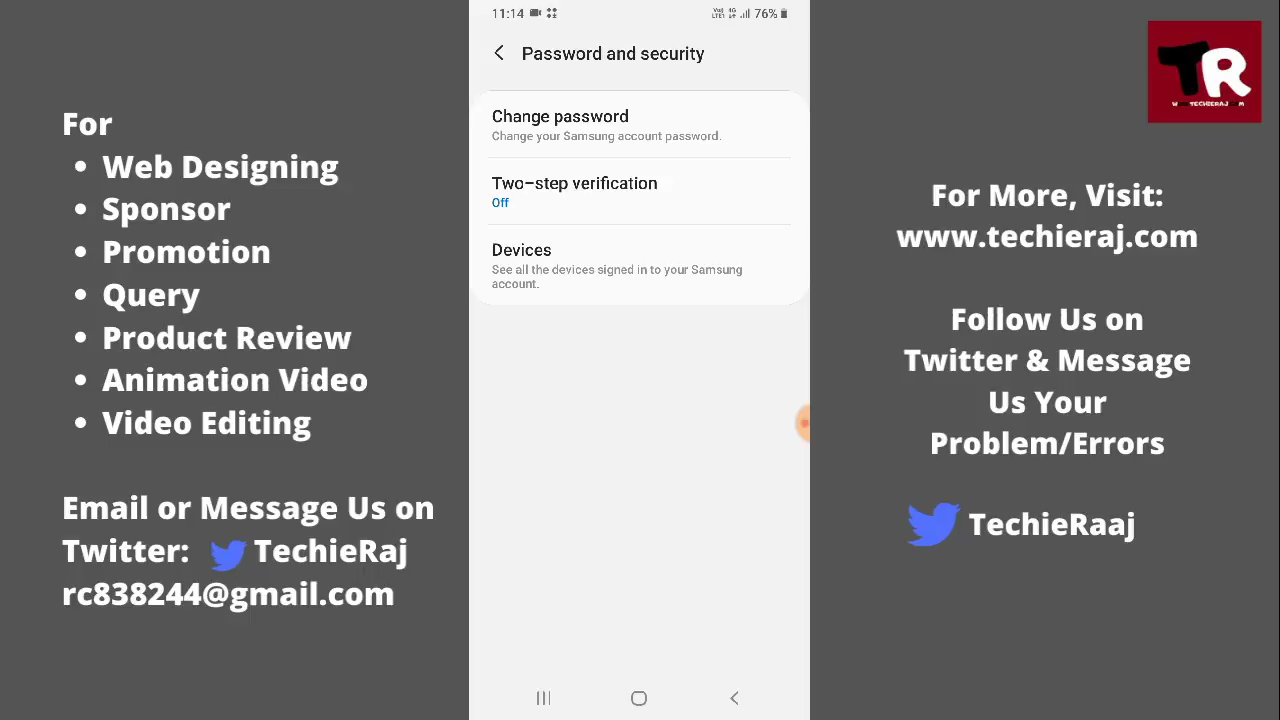 For
• Web Designing
• Sponsor
• Promotion
• Query
• Product Review
• Animation Video
• Video Editing
Email or Message Us on
Twitter: TechieRaj
rc838244@gmail.com
11:14
76%
Password and security
Change password
Change your Samsung account password.
Two-step verification
Off
Devices
See all the devices signed in to your Samsung
account.
TR
WWW.TECHIERAJ.COM
For More, Visit:
www.techieraj.com
Follow Us on
Twitter & Message
Us Your
Problem/Errors
TechieRaaj